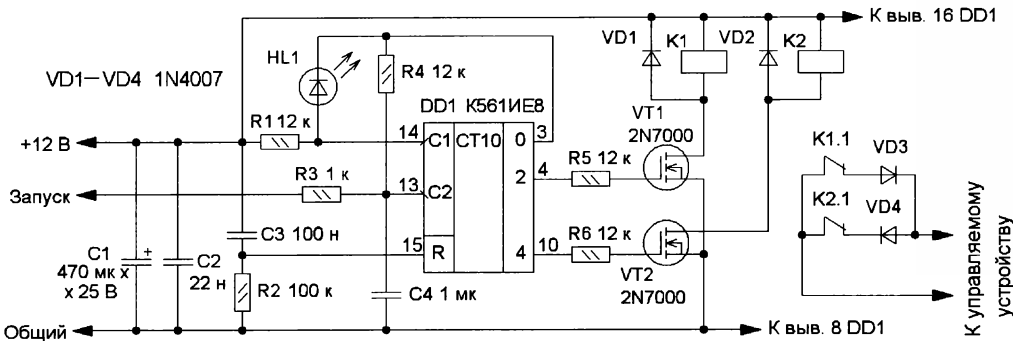 К выв. 16 DD1
VD1 K1 VD2 K2
HL1
VD1—VD4 1N4007
R4 12 к
DD1 К561ИЕ8
R1 12 к
14 C1 CT10 0 3
+12 В
VT1
2N7000
R5 12 к
2 4
R3 1 к
13 C2
Запуск
K1.1 VD3
K2.1 VD4
C3 100 н
15 R 4 10
R6 12 к
VT2
2N7000
C1
470 мк х
х 25 В
+
C2
22 н
R2 100 к
C4 1 мк
Общий
К выв. 8 DD1
К управляемому
устройству